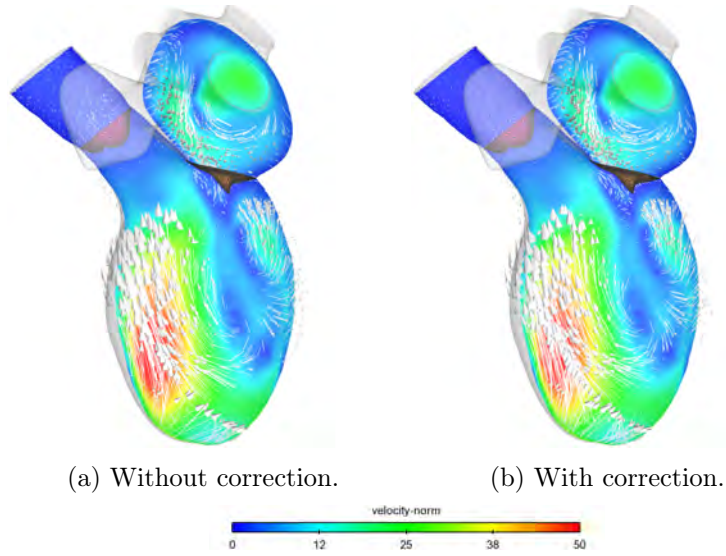 (a) Without correction.
(b) With correction.
velocity-norm
0 12 25 38 50